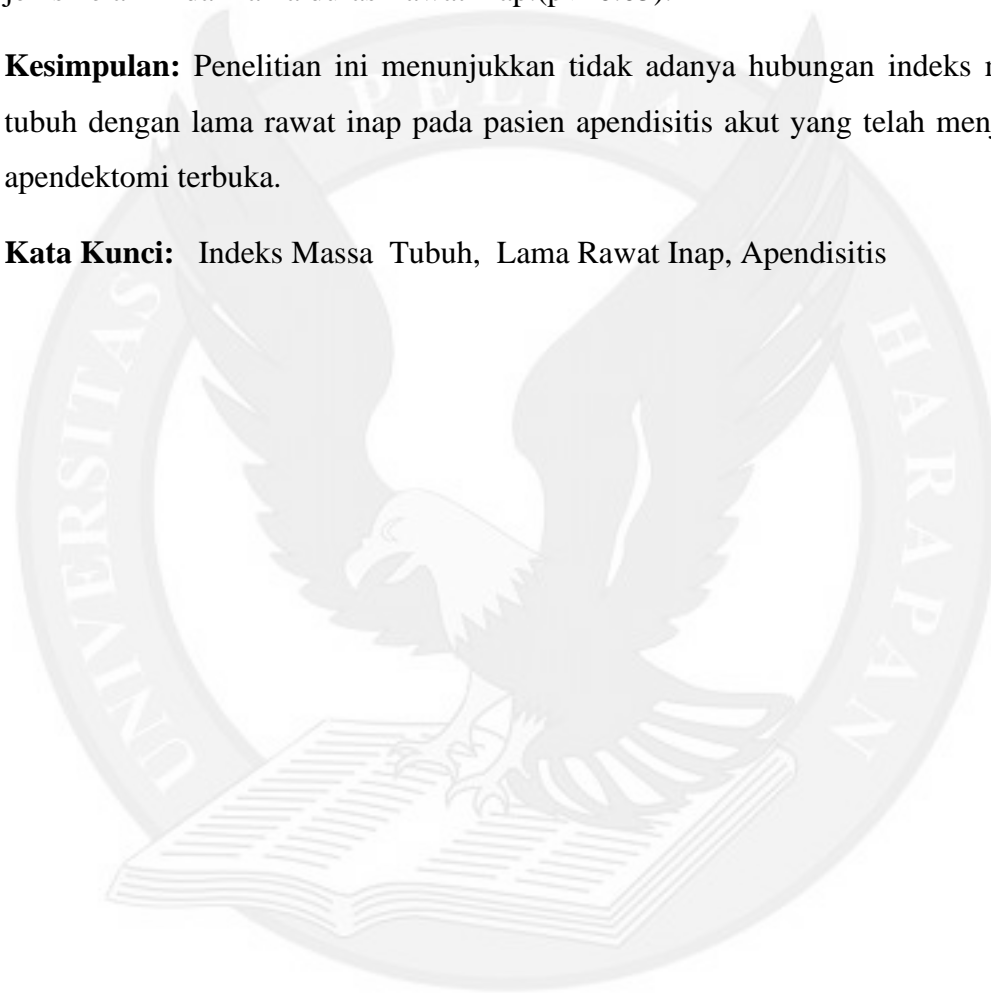 Kesimpulan: Penelitian ini menunjukkan tidak adanya hubungan indeks
tubuh dengan lama rawat inap pada pasien apendisitis akut yang telah
apendektomi terbuka.
Kata Kunci: Indeks Massa Tubuh, Lama Rawat Inap, Apendisitis
UNIVERSITAS PELITA HARAPAN